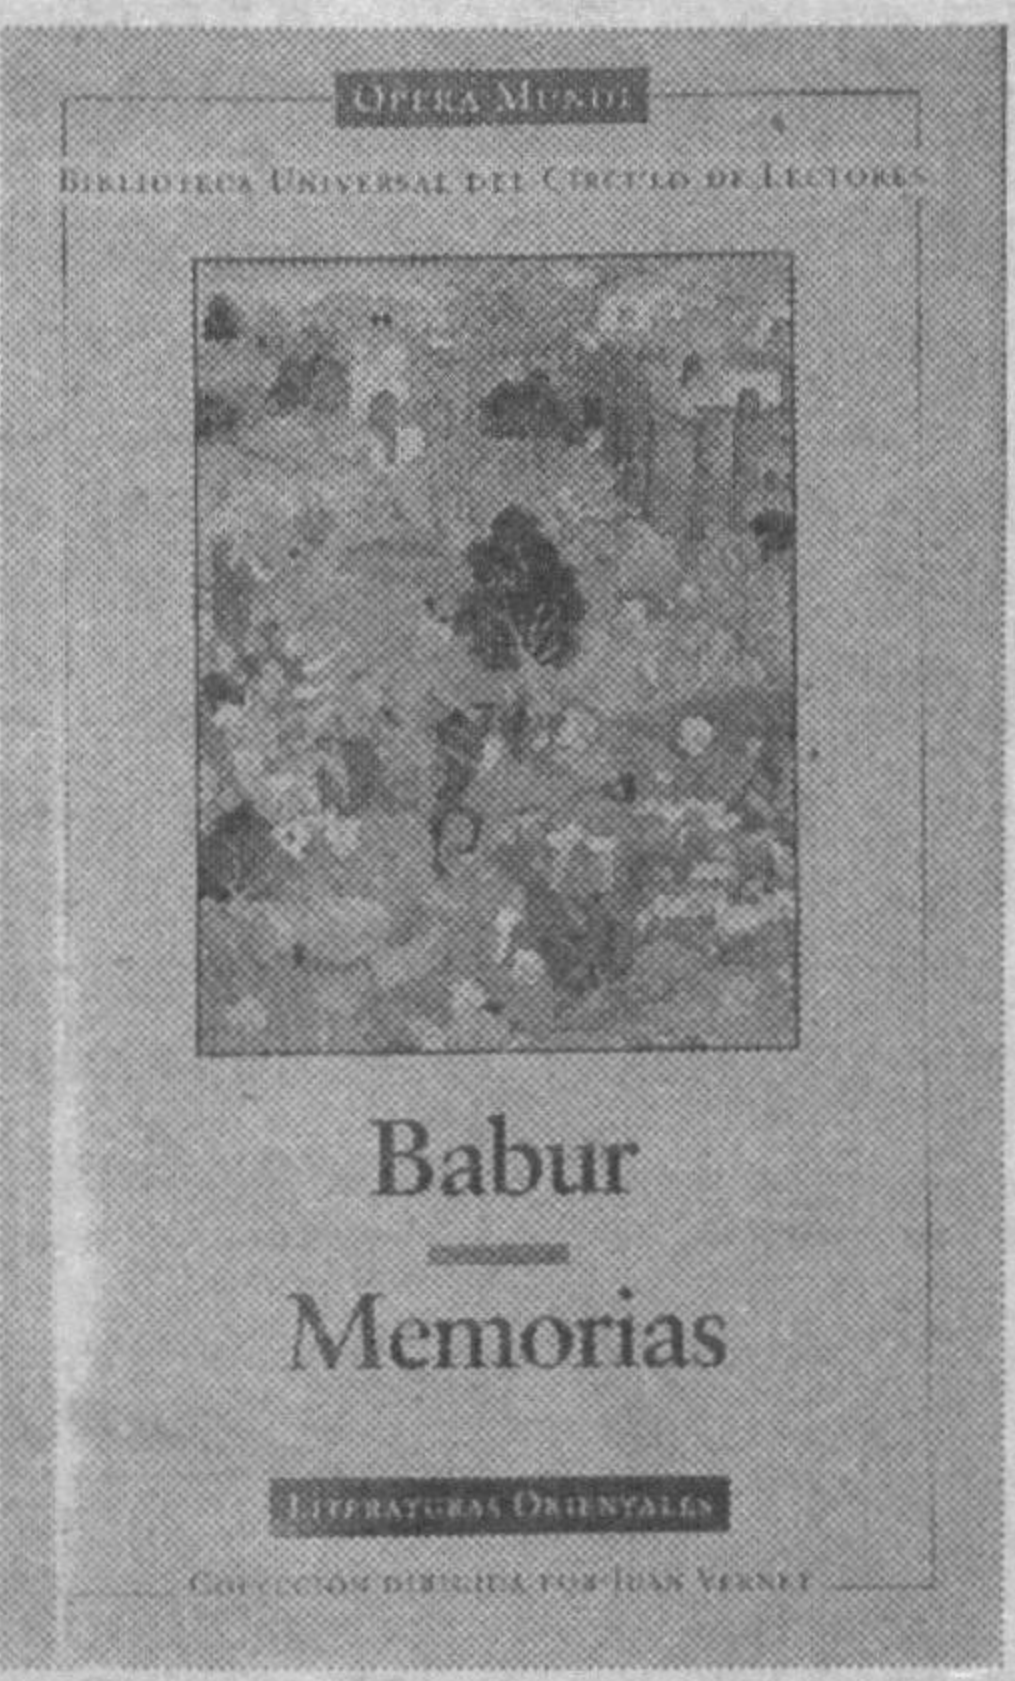 OPERA MUNDI
BIBLIOTECA UNIVERSAL DEL CÍRCULO DE LECTORES
Babur
Memorias
LITERATURAS ORIENTALES
COLECCIÓN DIRIGIDA POR JUAN VERNET